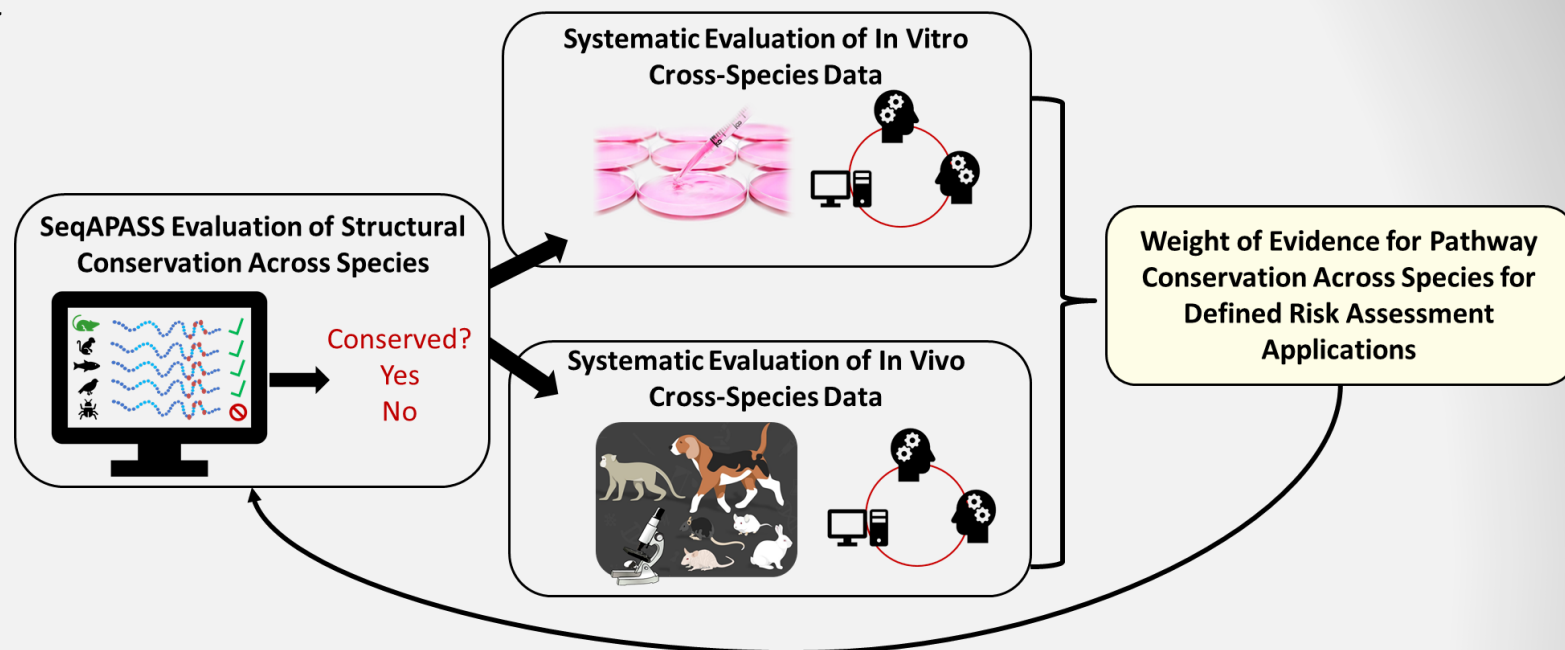 SeqAPASS Evaluation of Structural
Conservation Across Species
Conserved?
Yes
No
Systematic Evaluation of In Vitro
Cross-Species Data
Systematic Evaluation of In Vivo
Cross-Species Data
Weight of Evidence for Pathway
Conservation Across Species for
Defined Risk Assessment
Applications